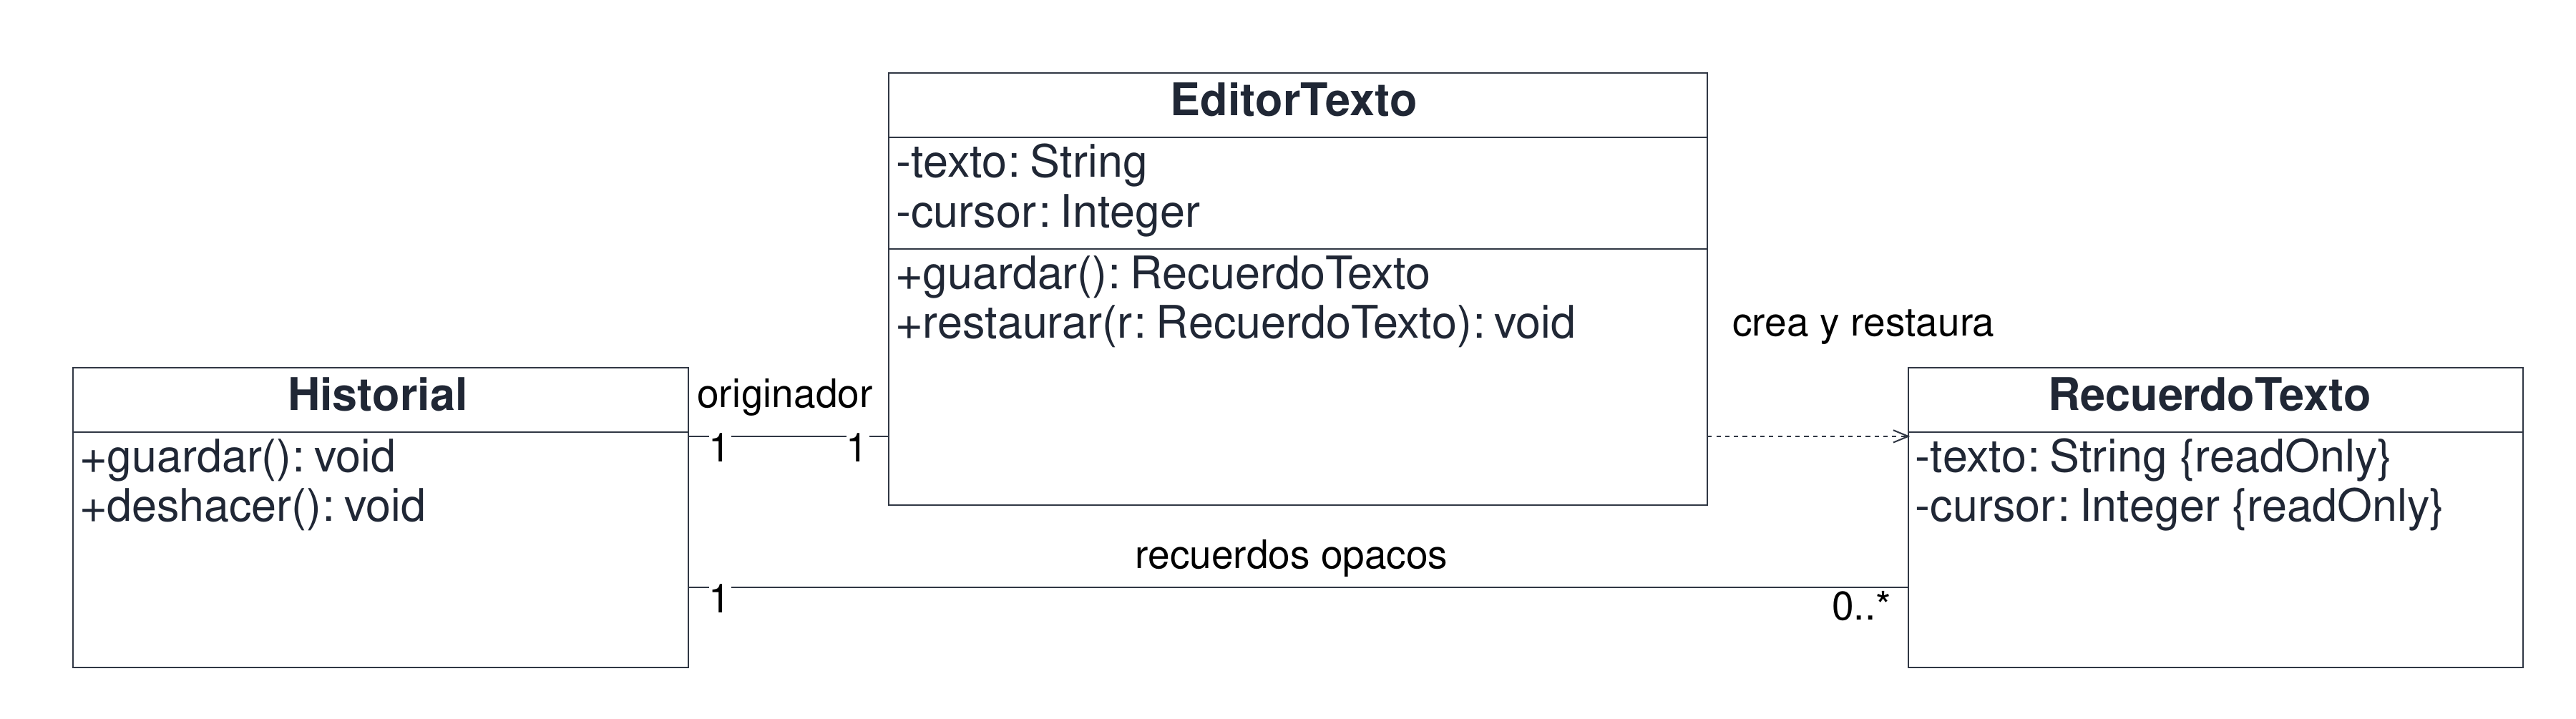 EditorTexto
-texto: String
-cursor: Integer
+guardar(): RecuerdoTexto
+restaurar(r: RecuerdoTexto): void
crea y restaura
Historial
+guardar(): void
+deshacer(): void
originador
1
1
RecuerdoTexto
-texto: String {readOnly}
-cursor: Integer {readOnly}
recuerdos opacos
1
0..*